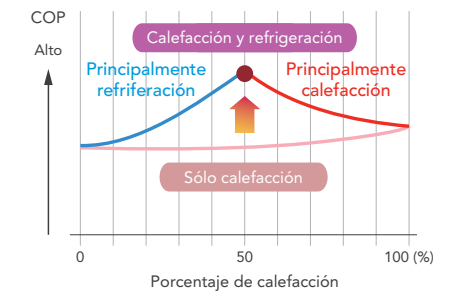 COP
Alto
Calefacción y refrigeración
Principalmente
refriferación
Principalmente
calefacción
Sólo calefacción
0
50
100 (%)
Porcentaje de calefacción